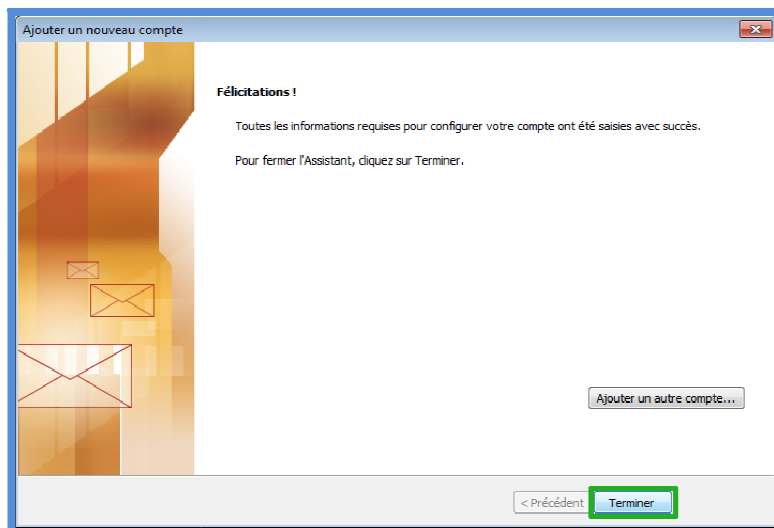 Ajouter un nouveau compte
Félicitations !
Toutes les informations requises pour configurer votre compte ont été saisies avec succès.
Pour fermer l'Assistant, cliquez sur Terminer.
Ajouter un autre compte...
< Précédent
Terminer